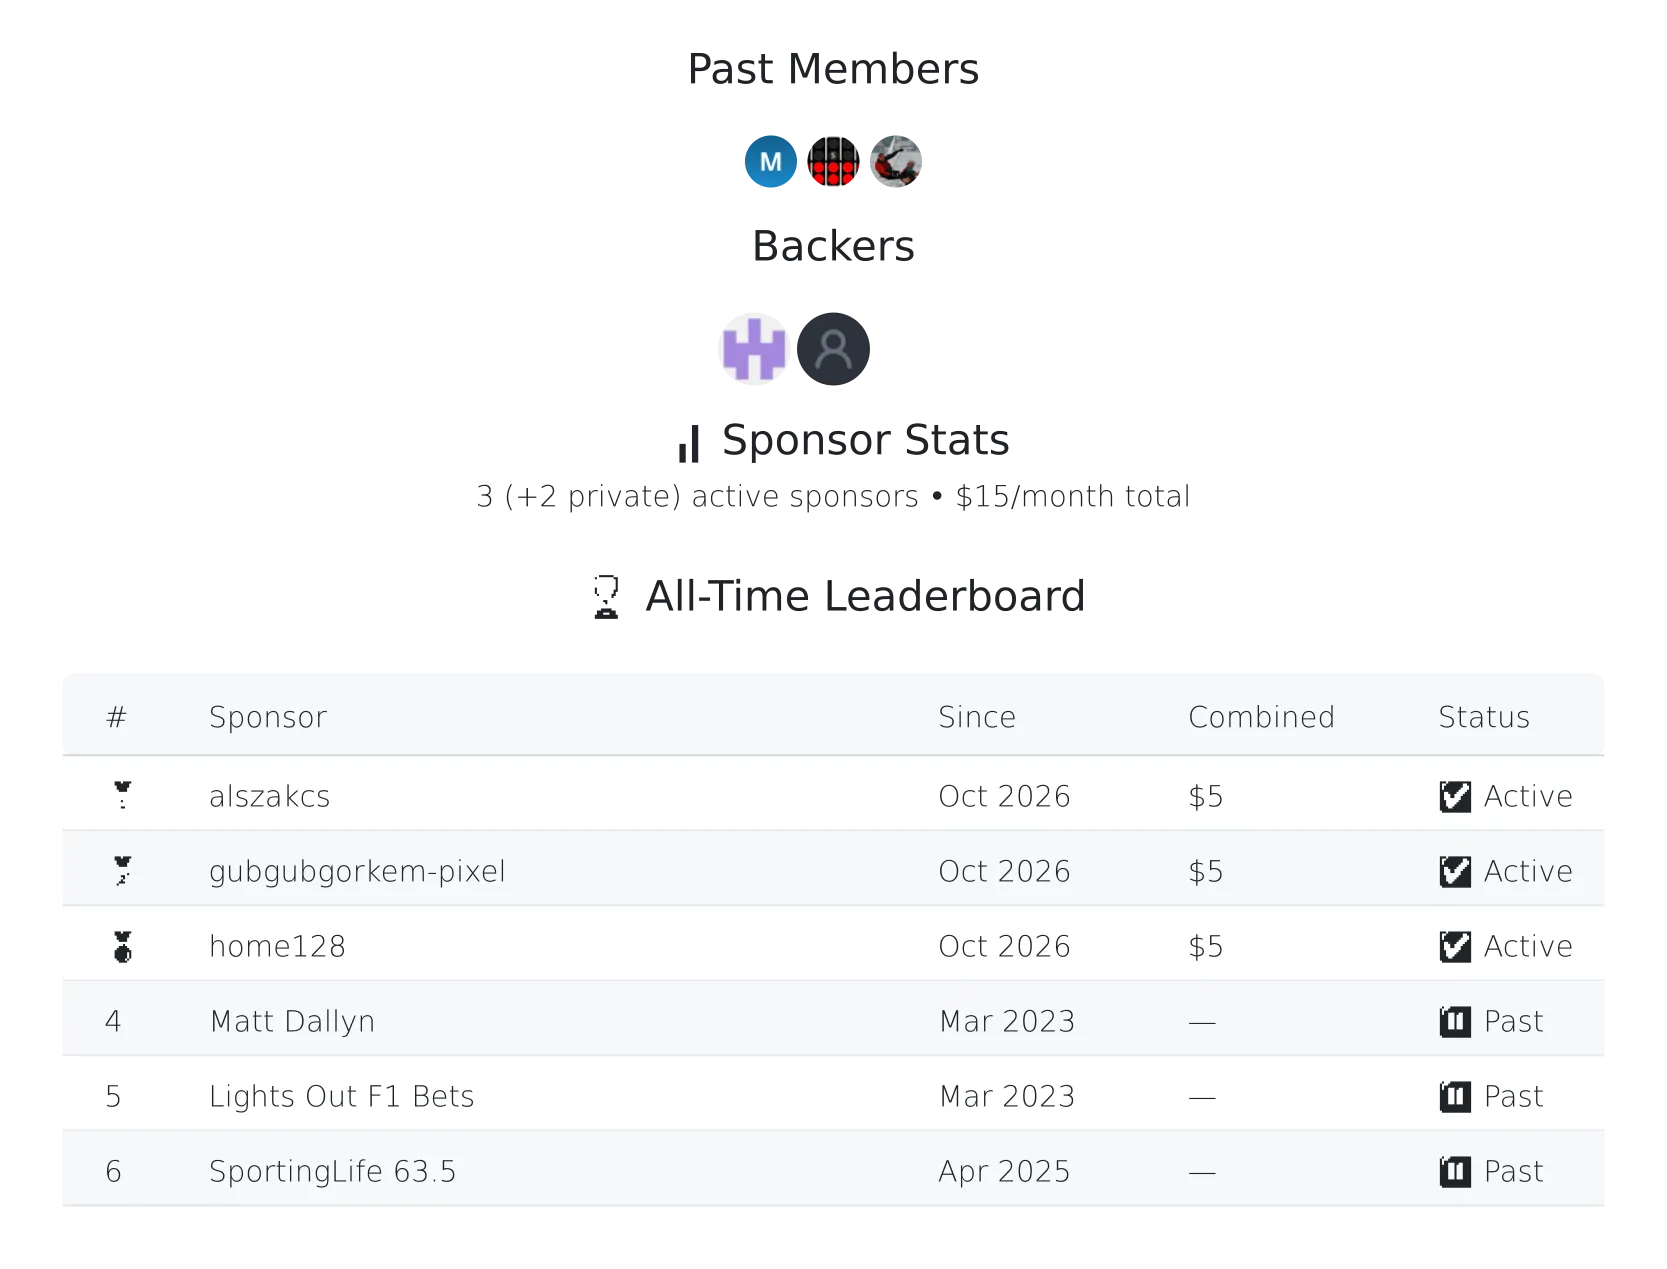 Past Members
M
Backers
Sponsor Stats
3 (+2 private) active sponsors • $15/month total
All-Time Leaderboard
# Sponsor Since Combined Status
alszakcs Oct 2026 $5 Active
gubgubgorkem-pixel Oct 2026 $5 Active
home128 Oct 2026 $5 Active
4 Matt Dallyn Mar 2023 — Past
5 Lights Out F1 Bets Mar 2023 — Past
6 SportingLife 63.5 Apr 2025 — Past